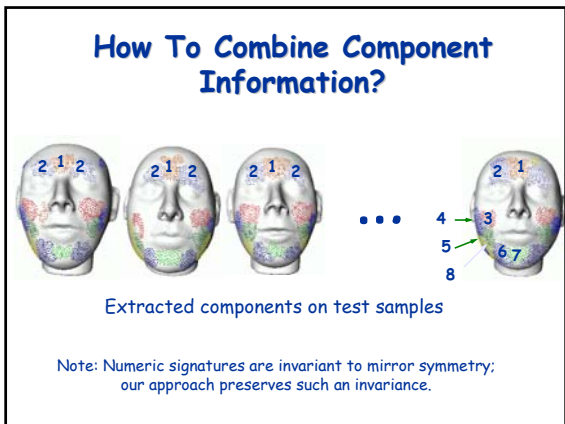 How To Combine Component
Information?
2 1 2 2 1 2 2 1 2 2 1
... 4 3
5 6 7
8
Extracted components on test samples
Note: Numeric signatures are invariant to mirror symmetry;
our approach preserves such an invariance.